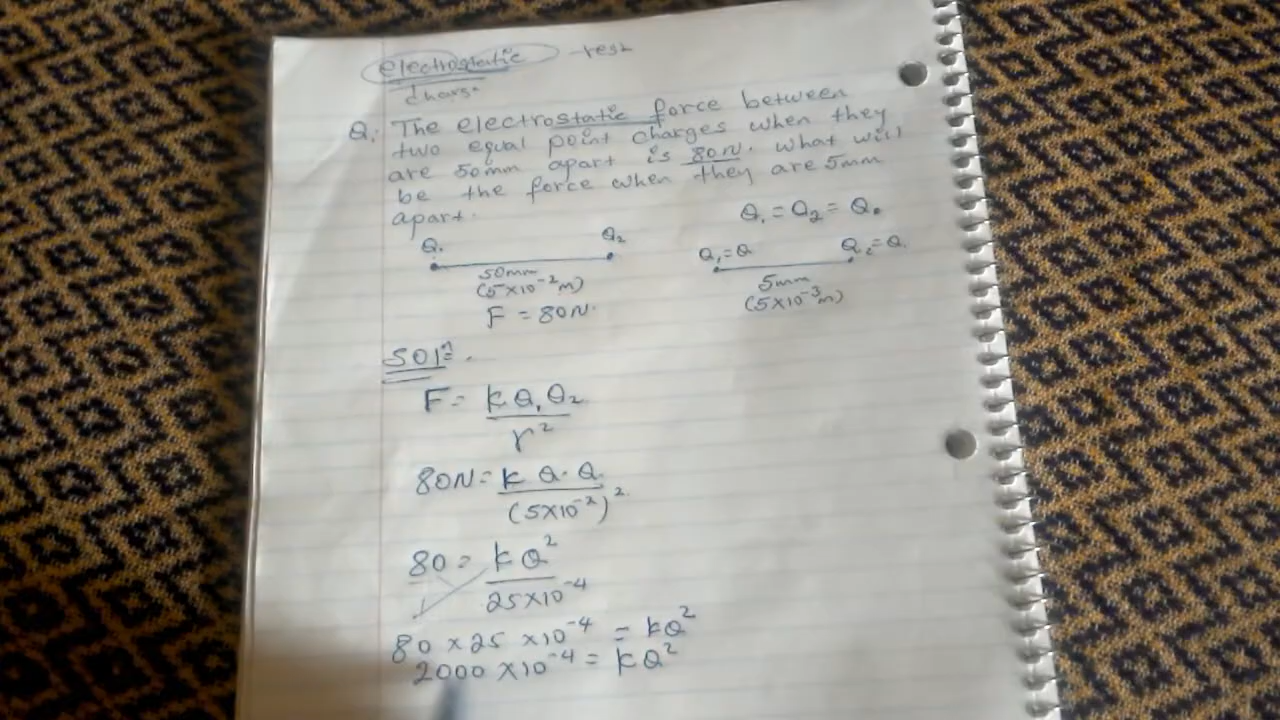 electrostatic - rest
charge
Q. The electrostatic force between
two equal point charges when they
are 50mm apart is 80N. What will
be the force when they are 5mm
apart.
Q₁ = Q₂ = Q.
Q₁ Q₂ Q₁=Q Q₂=Q.
50mm 5mm
(5×10⁻²m) (5×10⁻³m)
F = 80N.
Solⁿ.
F = kQ₁Q₂ / r²
80N = k Q·Q / (5×10⁻²)²
80 = kQ² / 25×10⁻⁴
80 × 25 × 10⁻⁴ = kQ²
2000 × 10⁻⁴ = kQ²